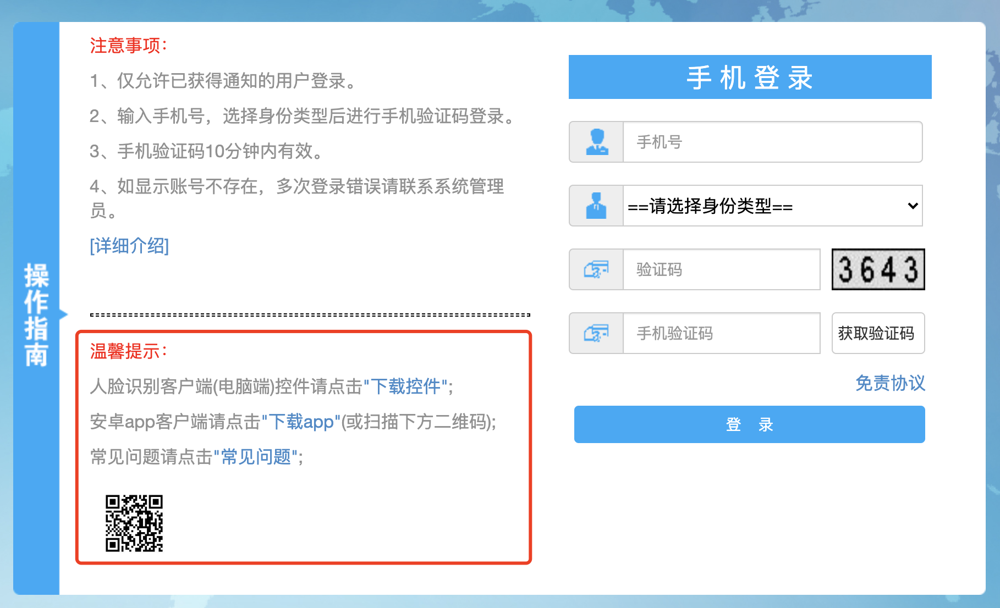 操作指南
注意事项：
1、仅允许已获得通知的用户登录。
2、输入手机号，选择身份类型后进行手机验证码登录。
3、手机验证码10分钟内有效。
4、如显示账号不存在，多次登录错误请联系系统管理
员。
[详细介绍]
温馨提示：
人脸识别客户端(电脑端)控件请点击"下载控件";
安卓app客户端请点击"下载app"(或扫描下方二维码);
常见问题请点击"常见问题";
手机登录
手机号
==请选择身份类型==
验证码
3643
手机验证码
获取验证码
免责协议
登 录